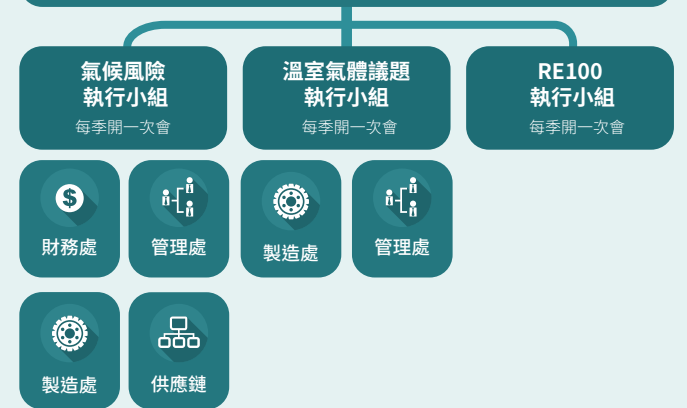 氣候風險
執行小組
每季開一次會
溫室氣體議題
執行小組
每季開一次會
RE100
執行小組
每季開一次會
$
財務處
管理處
製造處
管理處
製造處
供應鏈